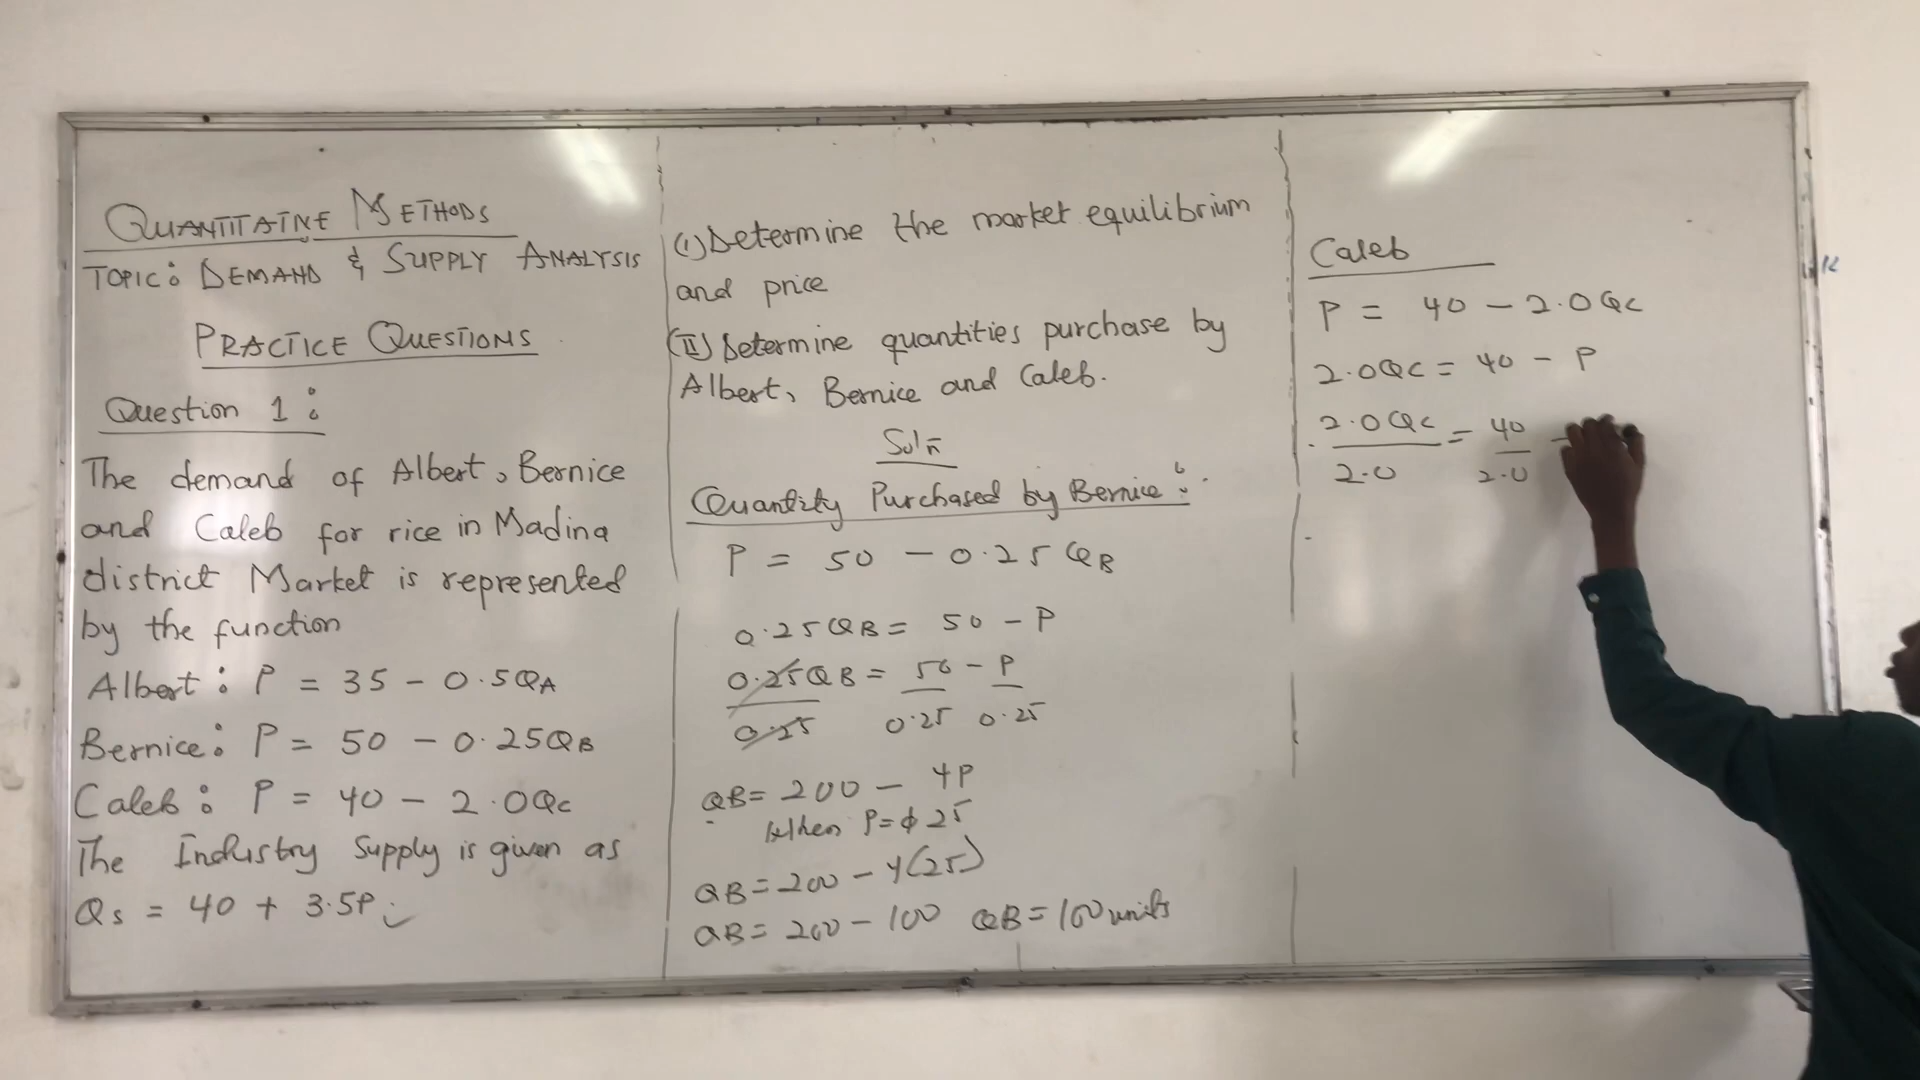 QUANTITATIVE METHODS
TOPIC: DEMAND & SUPPLY ANALYSIS
PRACTICE QUESTIONS
Question 1:
The demand of Albert, Bernice
and Caleb for rice in Madina
district Market is represented
by the function
Albert: P = 35 - 0.5QA
Bernice: P = 50 - 0.25QB
Caleb: P = 40 - 2.0Qc
The Industry Supply is given as
Qs = 40 + 3.5P
(I) Determine the market equilibrium
and price
(II) Determine quantities purchase by
Albert, Bernice and Caleb.
Soln
Quantity Purchased by Bernice:
P = 50 - 0.25QB
0.25QB = 50 - P
0.25QB = 50 - P
0.25 0.25 0.25
QB = 200 - 4P
When P = ¢25
QB = 200 - 4(25)
QB = 200 - 100 QB = 100 units
Caleb
P = 40 - 2.0Qc
2.0Qc = 40 - P
2.0Qc = 40 -
2.0 2.0